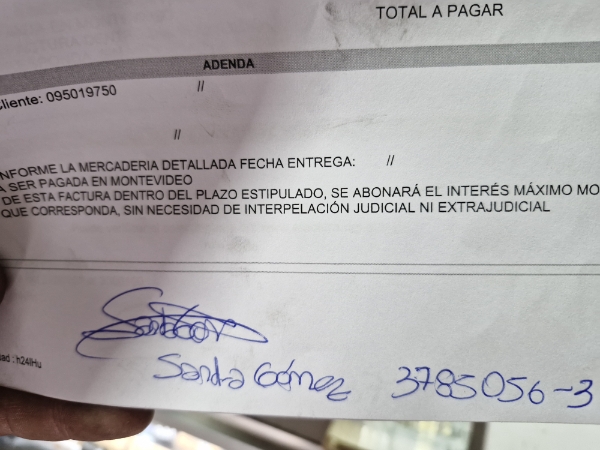 TOTAL A PAGAR
ADENDA
Cliente: 095019750 //
//
NFORME LA MERCADERIA DETALLADA FECHA ENTREGA: //
A SER PAGADA EN MONTEVIDEO
DE ESTA FACTURA DENTRO DEL PLAZO ESTIPULADO, SE ABONARÁ EL INTERÉS MÁXIMO MO
QUE CORRESPONDA, SIN NECESIDAD DE INTERPELACIÓN JUDICIAL NI EXTRAJUDICIAL
ad : h24lHu
Sandra Gómez 3785056-3